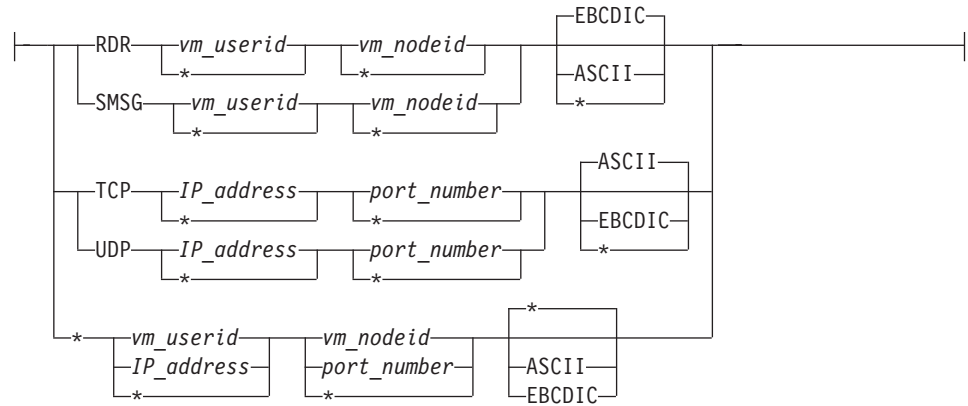 EBCDIC
RDR vm_userid vm_nodeid
* * ASCII
SMSG vm_userid vm_nodeid *
* *
ASCII
TCP IP_address port_number
* * EBCDIC
UDP IP_address port_number *
* *
*
* vm_userid vm_nodeid
IP_address port_number ASCII
* * EBCDIC